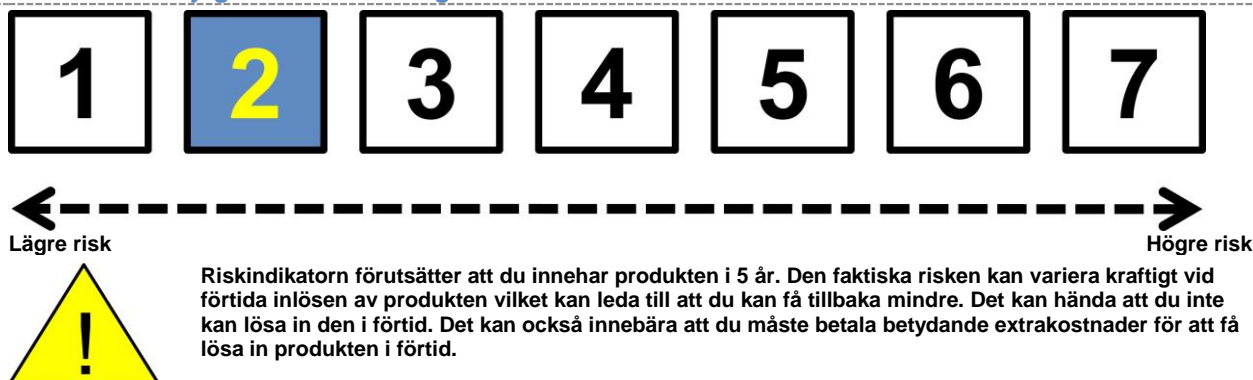 1 2 3 4 5 6 7
Lägre risk Högre risk
Riskindikatorn förutsätter att du innehar produkten i 5 år. Den faktiska risken kan variera kraftigt vid
förtida inlösen av produkten vilket kan leda till att du kan få tillbaka mindre. Det kan hända att du inte
kan lösa in den i förtid. Det kan också innebära att du måste betala betydande extrakostnader för att få
lösa in produkten i förtid.
!